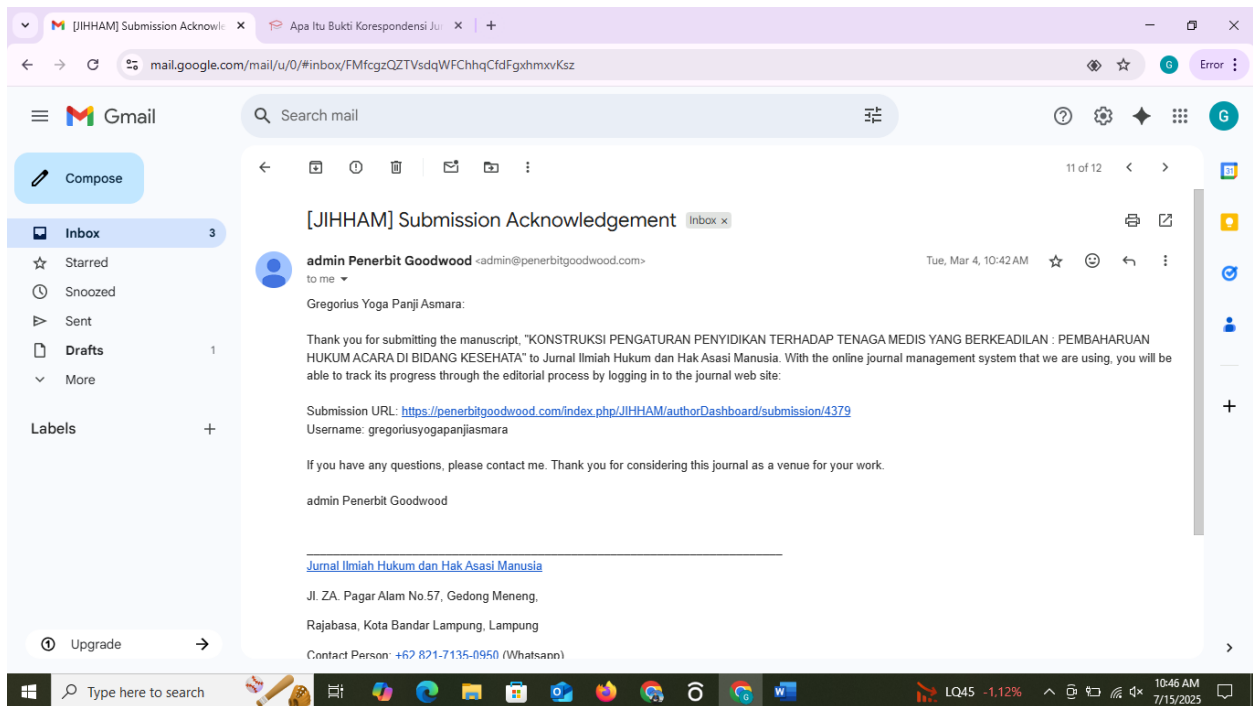 [JIHHAM] Submission Acknowle
Apa Itu Bukti Korespondensi Jur
mail.google.com/mail/u/0/#inbox/FMfcgzQZTVsdqWFChhqCfdFgxhmxvKsz
G
Error
Gmail
Search mail
G
Compose
11 of 12
31
[JIHHAM] Submission Acknowledgement Inbox x
Inbox 3
admin Penerbit Goodwood <admin@penerbitgoodwood.com> Tue, Mar 4, 10:42 AM
to me
Starred
Snoozed
Sent
Drafts 1
More
Labels
Gregorius Yoga Panji Asmara:
Thank you for submitting the manuscript, "KONSTRUKSI PENGATURAN PENYIDIKAN TERHADAP TENAGA MEDIS YANG BERKEADILAN : PEMBAHARUAN
HUKUM ACARA DI BIDANG KESEHATA" to Jurnal Ilmiah Hukum dan Hak Asasi Manusia. With the online journal management system that we are using, you will be
able to track its progress through the editorial process by logging in to the journal web site:
Submission URL: https://penerbitgoodwood.com/index.php/JIHHAM/authorDashboard/submission/4379
Username: gregoriusyogapanjiasmara
If you have any questions, please contact me. Thank you for considering this journal as a venue for your work.
admin Penerbit Goodwood
Jurnal Ilmiah Hukum dan Hak Asasi Manusia
Jl. ZA. Pagar Alam No.57, Gedong Meneng,
Rajabasa, Kota Bandar Lampung, Lampung
Contact Person: +62 821-7135-0950 (Whatsapp)
Upgrade
Type here to search
LQ45 -1,12%
10:46 AM
7/15/2025